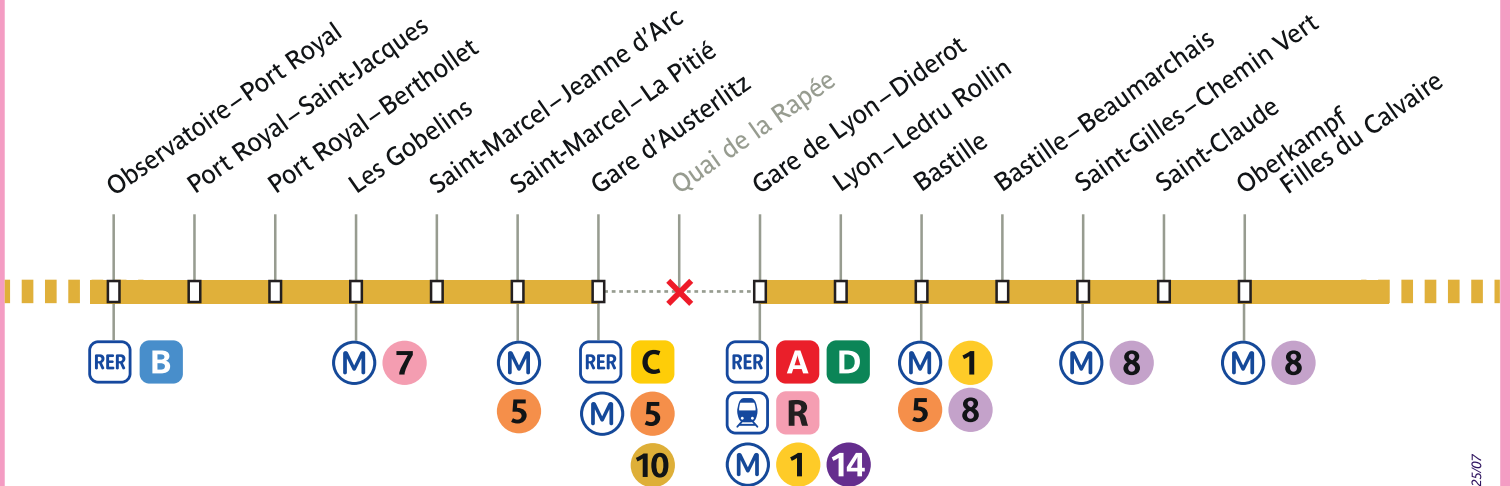 Observatoire – Port Royal
Port Royal – Saint-Jacques
Port Royal – Berthollet
Les Gobelins
Saint-Marcel – Jeanne d’Arc
Saint-Marcel – La Pitié
Gare d’Austerlitz
Quai de la Rapée
Gare de Lyon – Diderot
Lyon – Ledru Rollin
Bastille
Bastille – Beaumarchais
Saint-Gilles – Chemin Vert
Saint-Claude
Oberkampf
Filles du Calvaire
RER B
M 7
M
5
RER C
M 5
10
RER A D
R
M 1 14
M 1
5 8
M 8
M 8
25/07